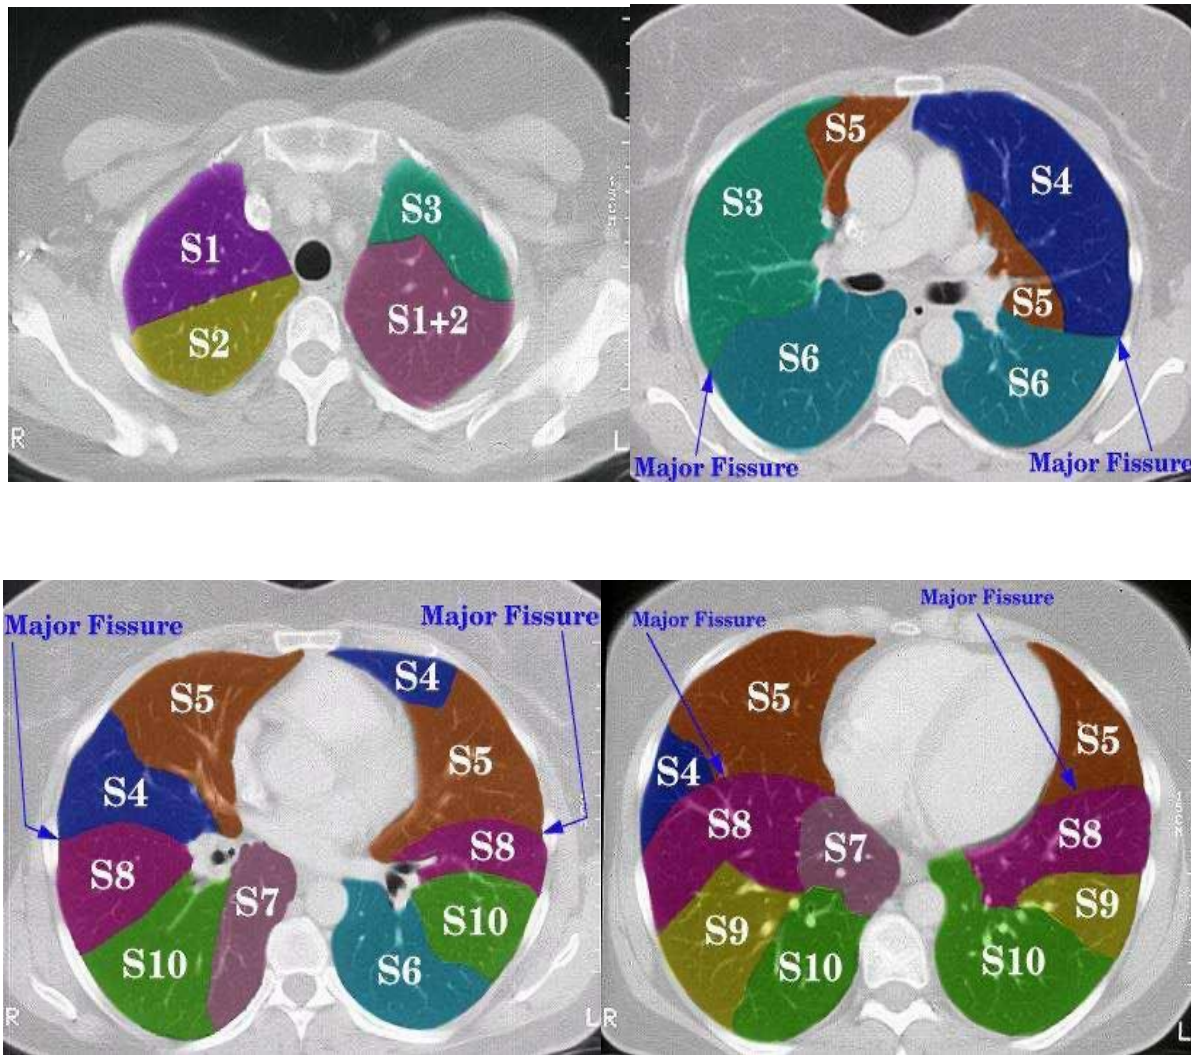 S3
S1
S1+2
S2
R
L
S5
S4
S3
S5
S6
S6
Major Fissure
Major Fissure
Major Fissure
Major Fissure
S4
S5
S5
S4
S8
S8
S7
S10
S10
S6
R
L
Major Fissure
Major Fissure
S5
S5
S4
S8
S8
S7
S9
S9
S10
S10
R
L